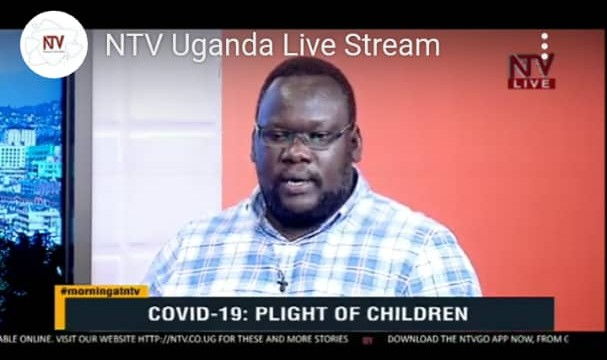 NTV
NTV Uganda Live Stream
NTV
LIVE
#morningatntv
COVID-19: PLIGHT OF CHILDREN
ABLE ONLINE. VISIT OUR WEBSITE HTTP://NTV.CO.UG FOR THESE AND MORE STORIES
DOWNLOAD THE NTVGO APP NOW, FROM